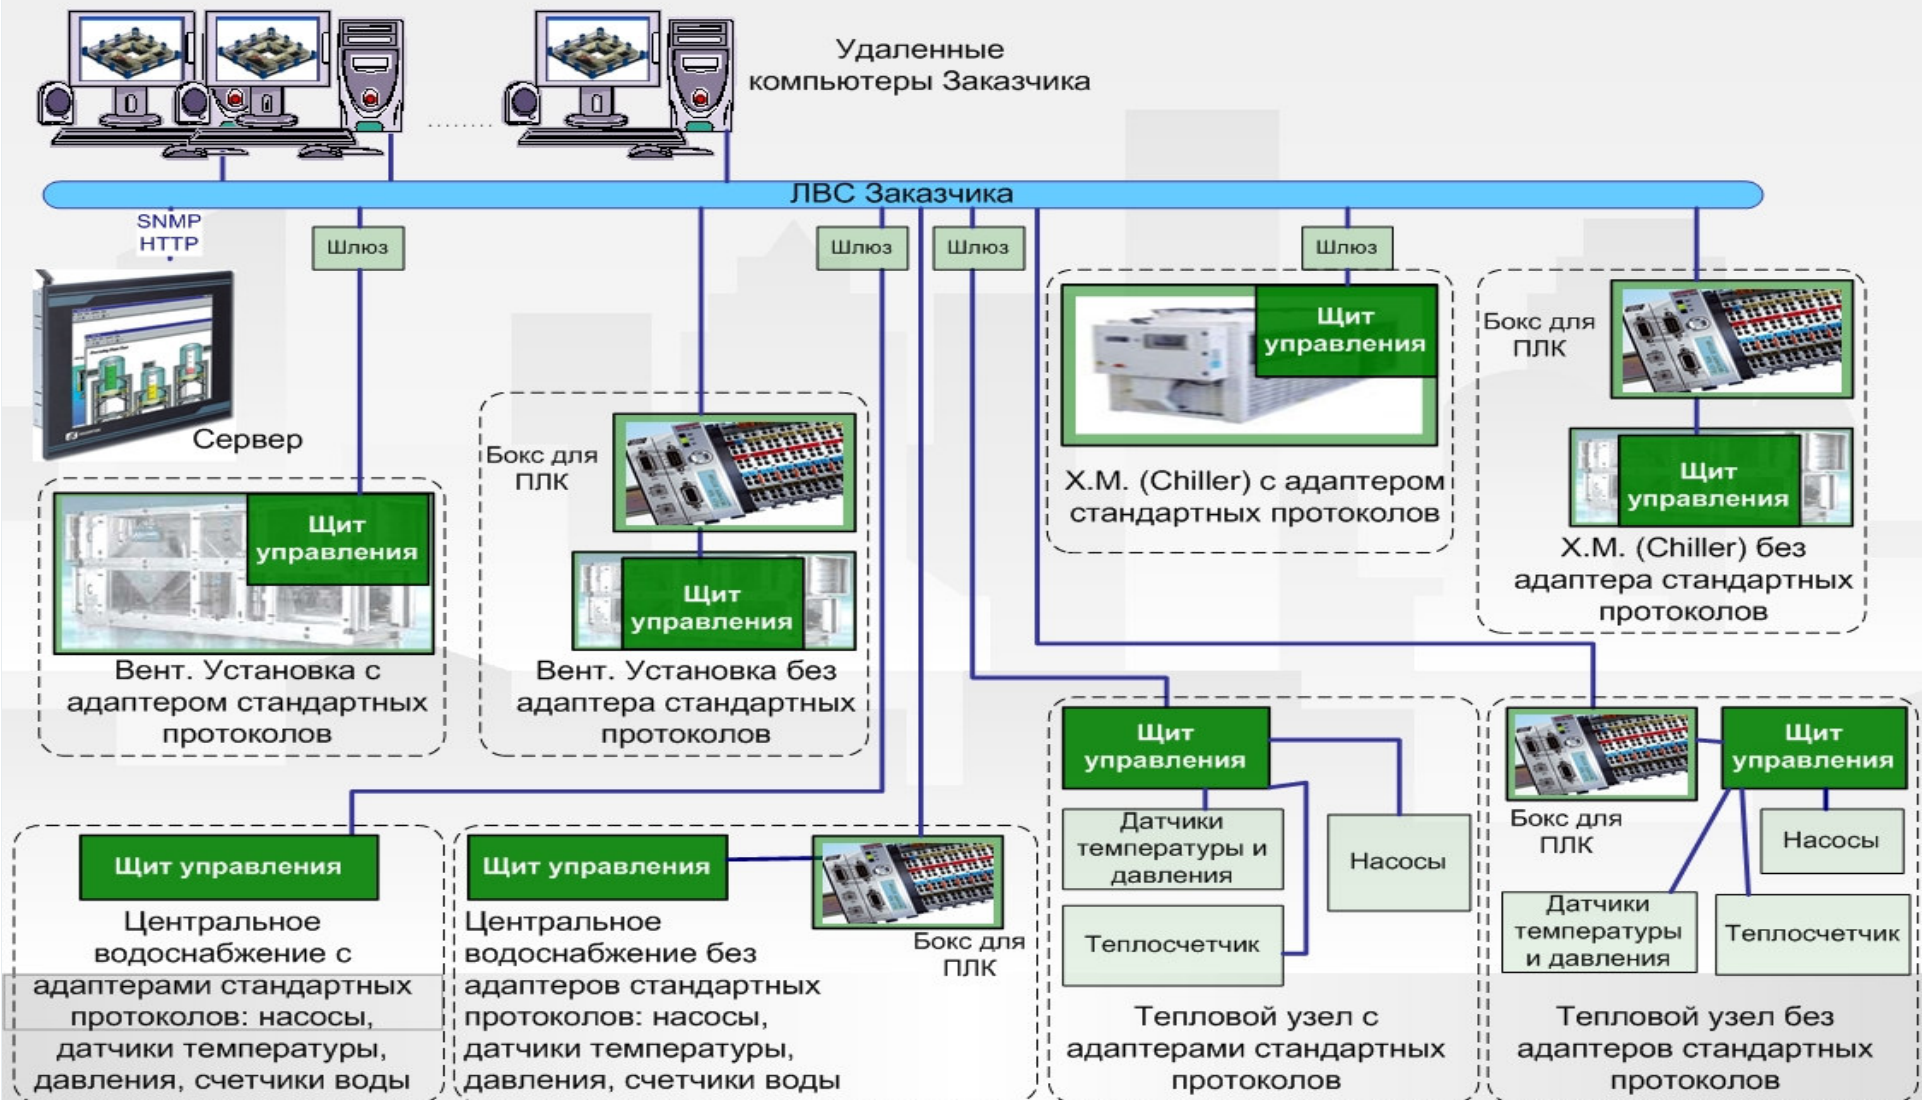 Удаленные
компьютеры Заказчика
ЛВС Заказчика
SNMP
HTTP
Шлюз
Шлюз
Шлюз
Шлюз
Сервер
Щит
управления
Вент. Установка с
адаптером стандартных
протоколов
Бокс для
ПЛК
Щит
управления
Вент. Установка без
адаптера стандартных
протоколов
Щит
управления
Х.М. (Chiller) с адаптером
стандартных протоколов
Бокс для
ПЛК
Щит
управления
Х.М. (Chiller) без
адаптера стандартных
протоколов
Щит управления
Центральное
водоснабжение с
адаптерами стандартных
протоколов: насосы,
датчики температуры,
давления, счетчики воды
Щит управления
Бокс для
ПЛК
Центральное
водоснабжение без
адаптеров стандартных
протоколов: насосы,
датчики температуры,
давления, счетчики воды
Щит
управления
Датчики
температуры и
давления
Насосы
Теплосчетчик
Тепловой узел с
адаптерами стандартных
протоколов
Щит
управления
Бокс для
ПЛК
Насосы
Датчики
температуры
и давления
Теплосчетчик
Тепловой узел без
адаптеров стандартных
протоколов